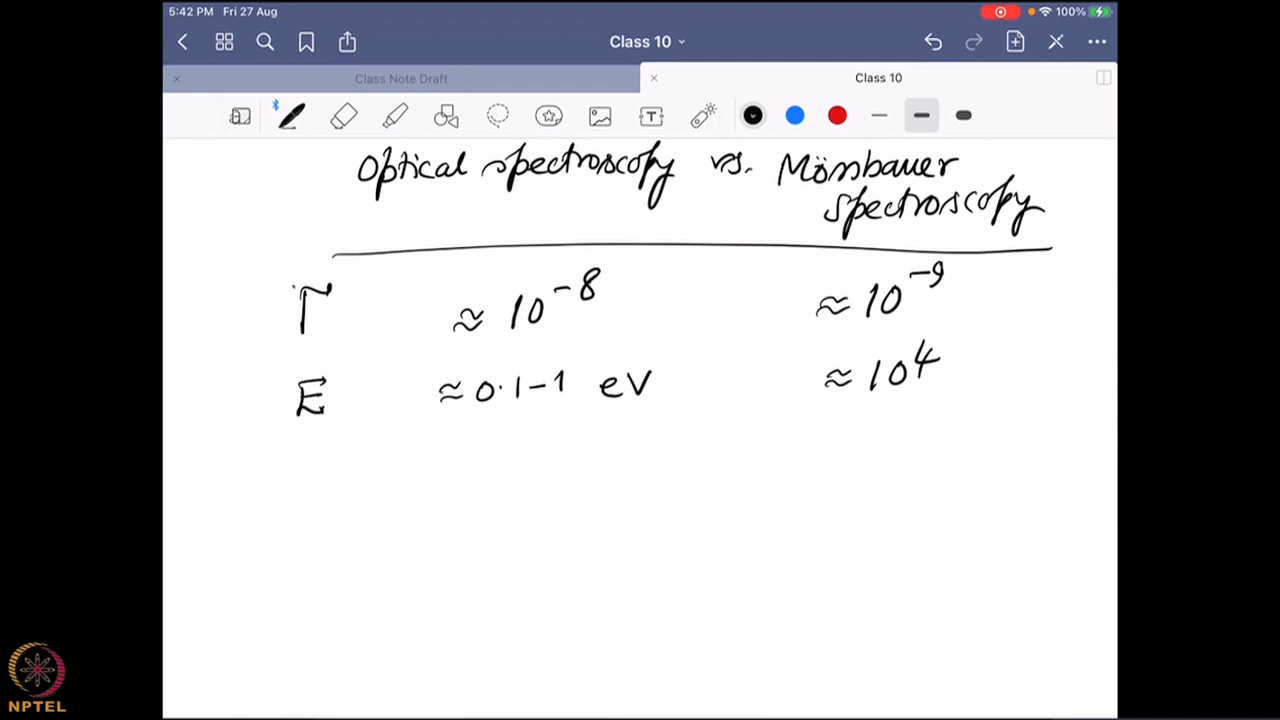 5:42 PM Fri 27 Aug
100%
Class 10
Class Note Draft
Class 10
T
Optical spectroscopy vs. Mössbauer
spectroscopy
Γ ≈ 10⁻⁸ ≈ 10⁻⁹
E ≈ 0.1-1 eV ≈ 10⁴
NPTEL